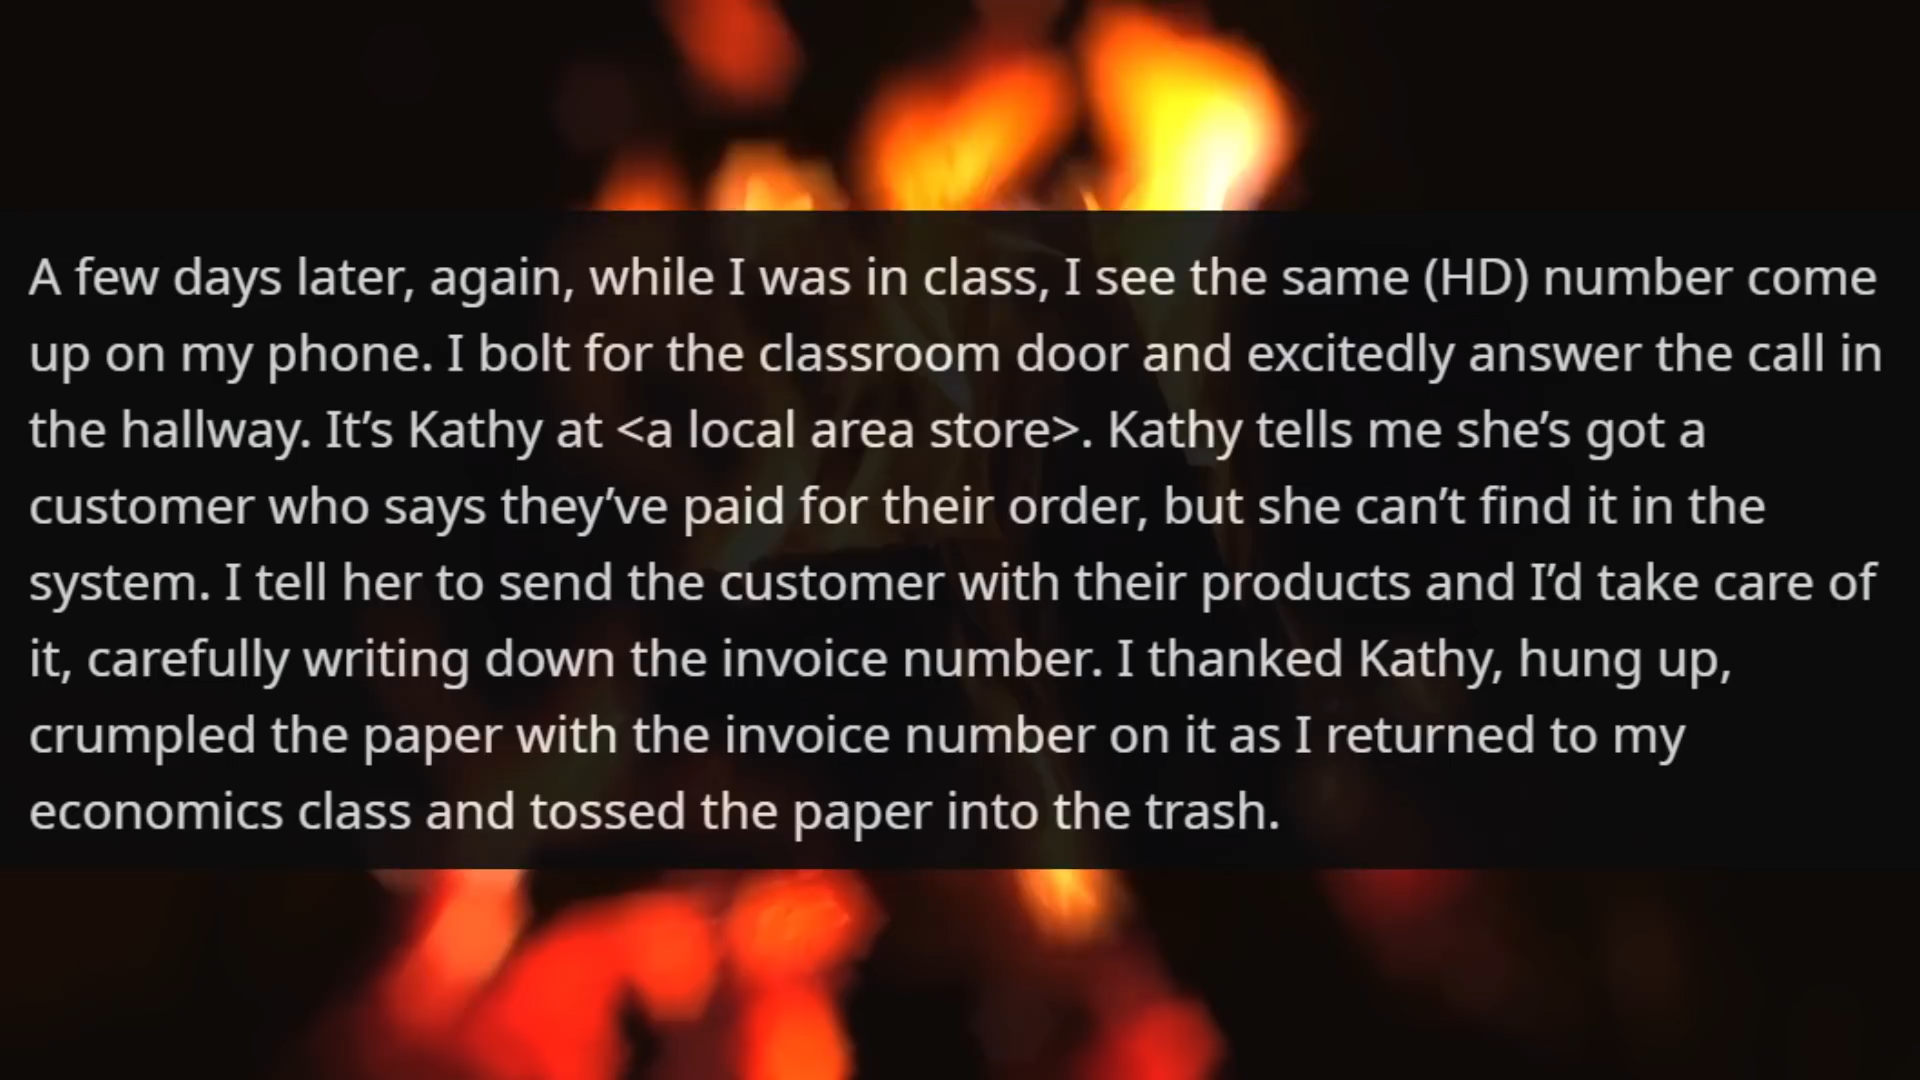 A few days later, again, while I was in class, I see the same (HD) number come
up on my phone. I bolt for the classroom door and excitedly answer the call in
the hallway. It’s Kathy at <a local area store>. Kathy tells me she’s got a
customer who says they’ve paid for their order, but she can’t find it in the
system. I tell her to send the customer with their products and I’d take care of
it, carefully writing down the invoice number. I thanked Kathy, hung up,
crumpled the paper with the invoice number on it as I returned to my
economics class and tossed the paper into the trash.